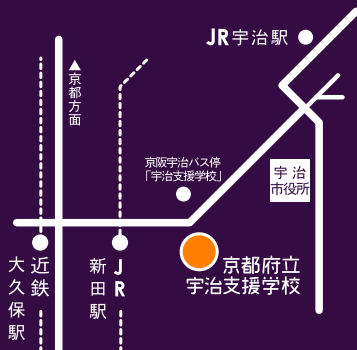 JR宇治駅
▲京都方面
京阪宇治バス停
「宇治支援学校」
宇治
市役所
京都府立
宇治支援学校
近鉄
大久保駅
JR
新田駅